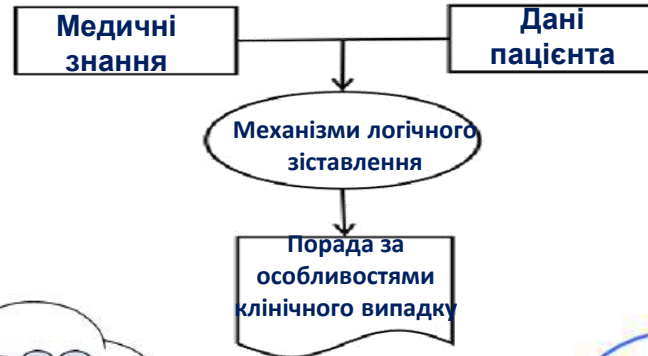 Медичні
знання
Дані
пацієнта
Механізми логічного
зіставлення
Порада за
особливостями
клінічного випадку